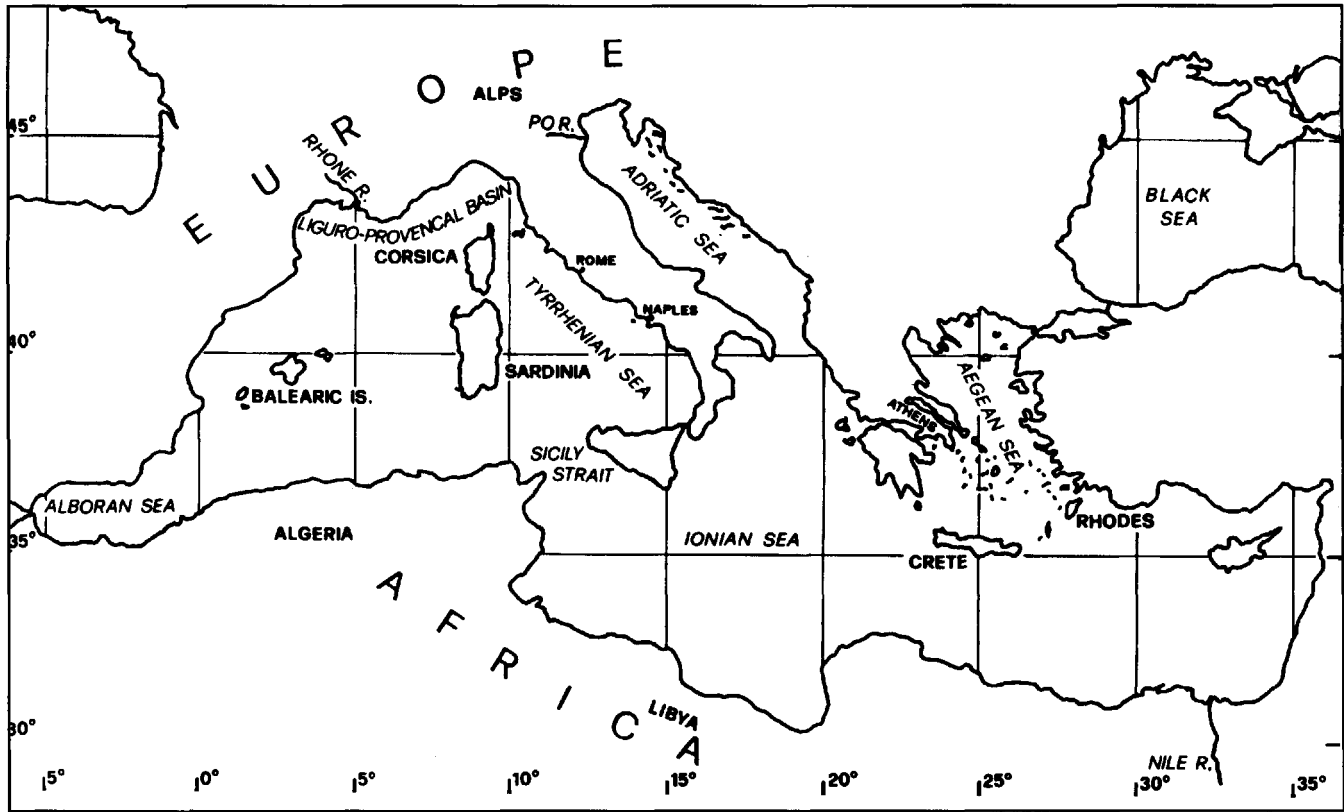 EUROPE
ALPS
PO R.
RHONE R.
45°
LIGURO-PROVENCAL BASIN
ADRIATIC SEA
BLACK
SEA
CORSICA
ROME
TYRRHENIAN SEA
NAPLES
40°
SARDINIA
BALEARIC IS.
AEGEAN SEA
ATHENS
SICILY
STRAIT
ALBORAN SEA
RHODES
35°
ALGERIA
IONIAN SEA
CRETE
AFRICA
LIBYA
30°
NILE R.
5°
0°
5°
10°
15°
20°
25°
30°
35°